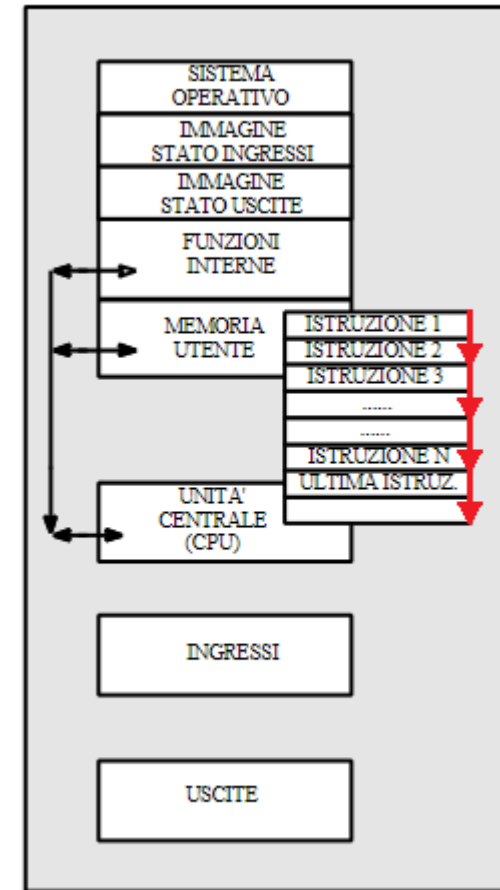 SISTEMA
OPERATIVO
IMMAGINE
STATO INGRESSI
IMMAGINE
STATO USCITE
FUNZIONI
INTERNE
MEMORIA
UTENTE
ISTRUZIONE 1
ISTRUZIONE 2
ISTRUZIONE 3
......
......
ISTRUZIONE N
ULTIMA ISTRUZ.
UNITA'
CENTRALE
(CPU)
INGRESSI
USCITE